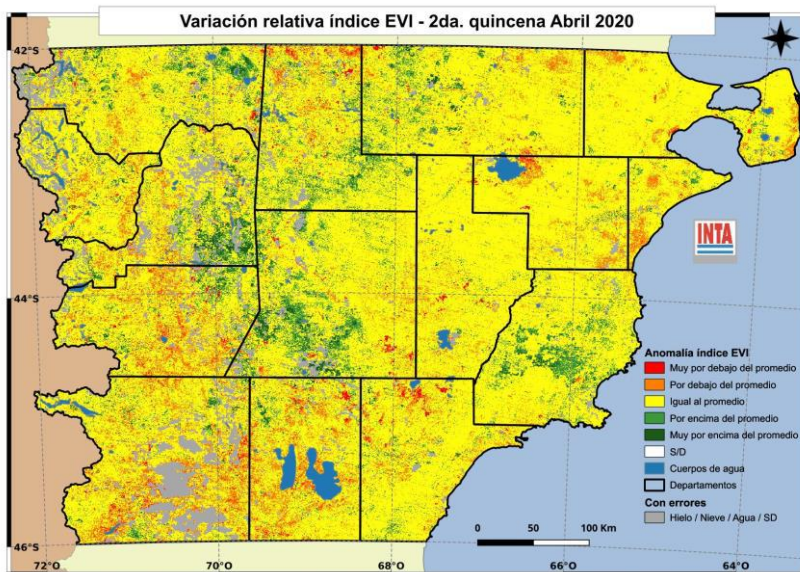 Variación relativa índice EVI - 2da. quincena Abril 2020
42°S
44°S
46°S
72°O
70°O
68°O
66°O
64°O
INTA
Anomalía índice EVI
Muy por debajo del promedio
Por debajo del promedio
Igual al promedio
Por encima del promedio
Muy por encima del promedio
S/D
Cuerpos de agua
Departamentos
Con errores
Hielo / Nieve / Agua / SD
0 50 100 Km